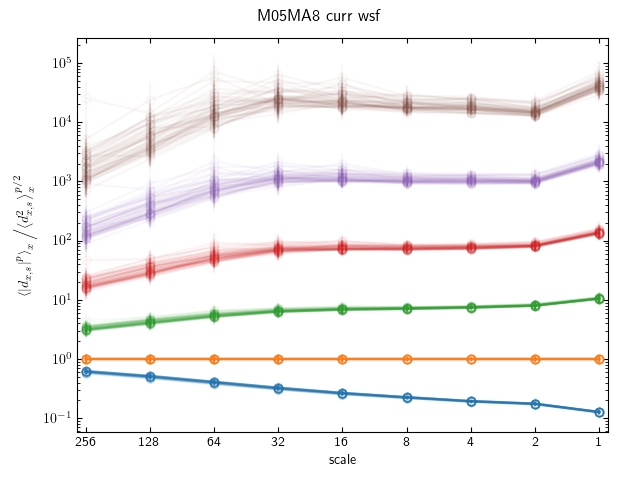 M05MA8 curr wsf
⟨|d_{x,s}|^p⟩_x / ⟨d^2_{x,s}⟩_x^{p/2}
10^5
10^4
10^3
10^2
10^1
10^0
10^{-1}
256 128 64 32 16 8 4 2 1
scale